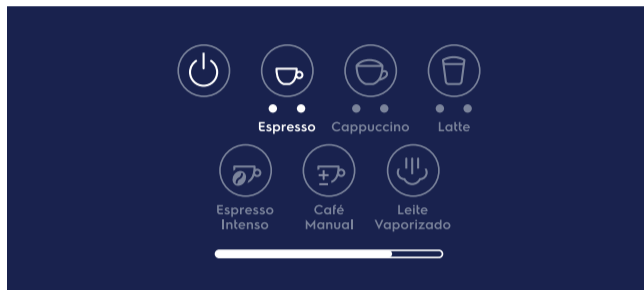 Espresso Cappuccino Latte
Espresso Intenso
Café Manual
Leite Vaporizado